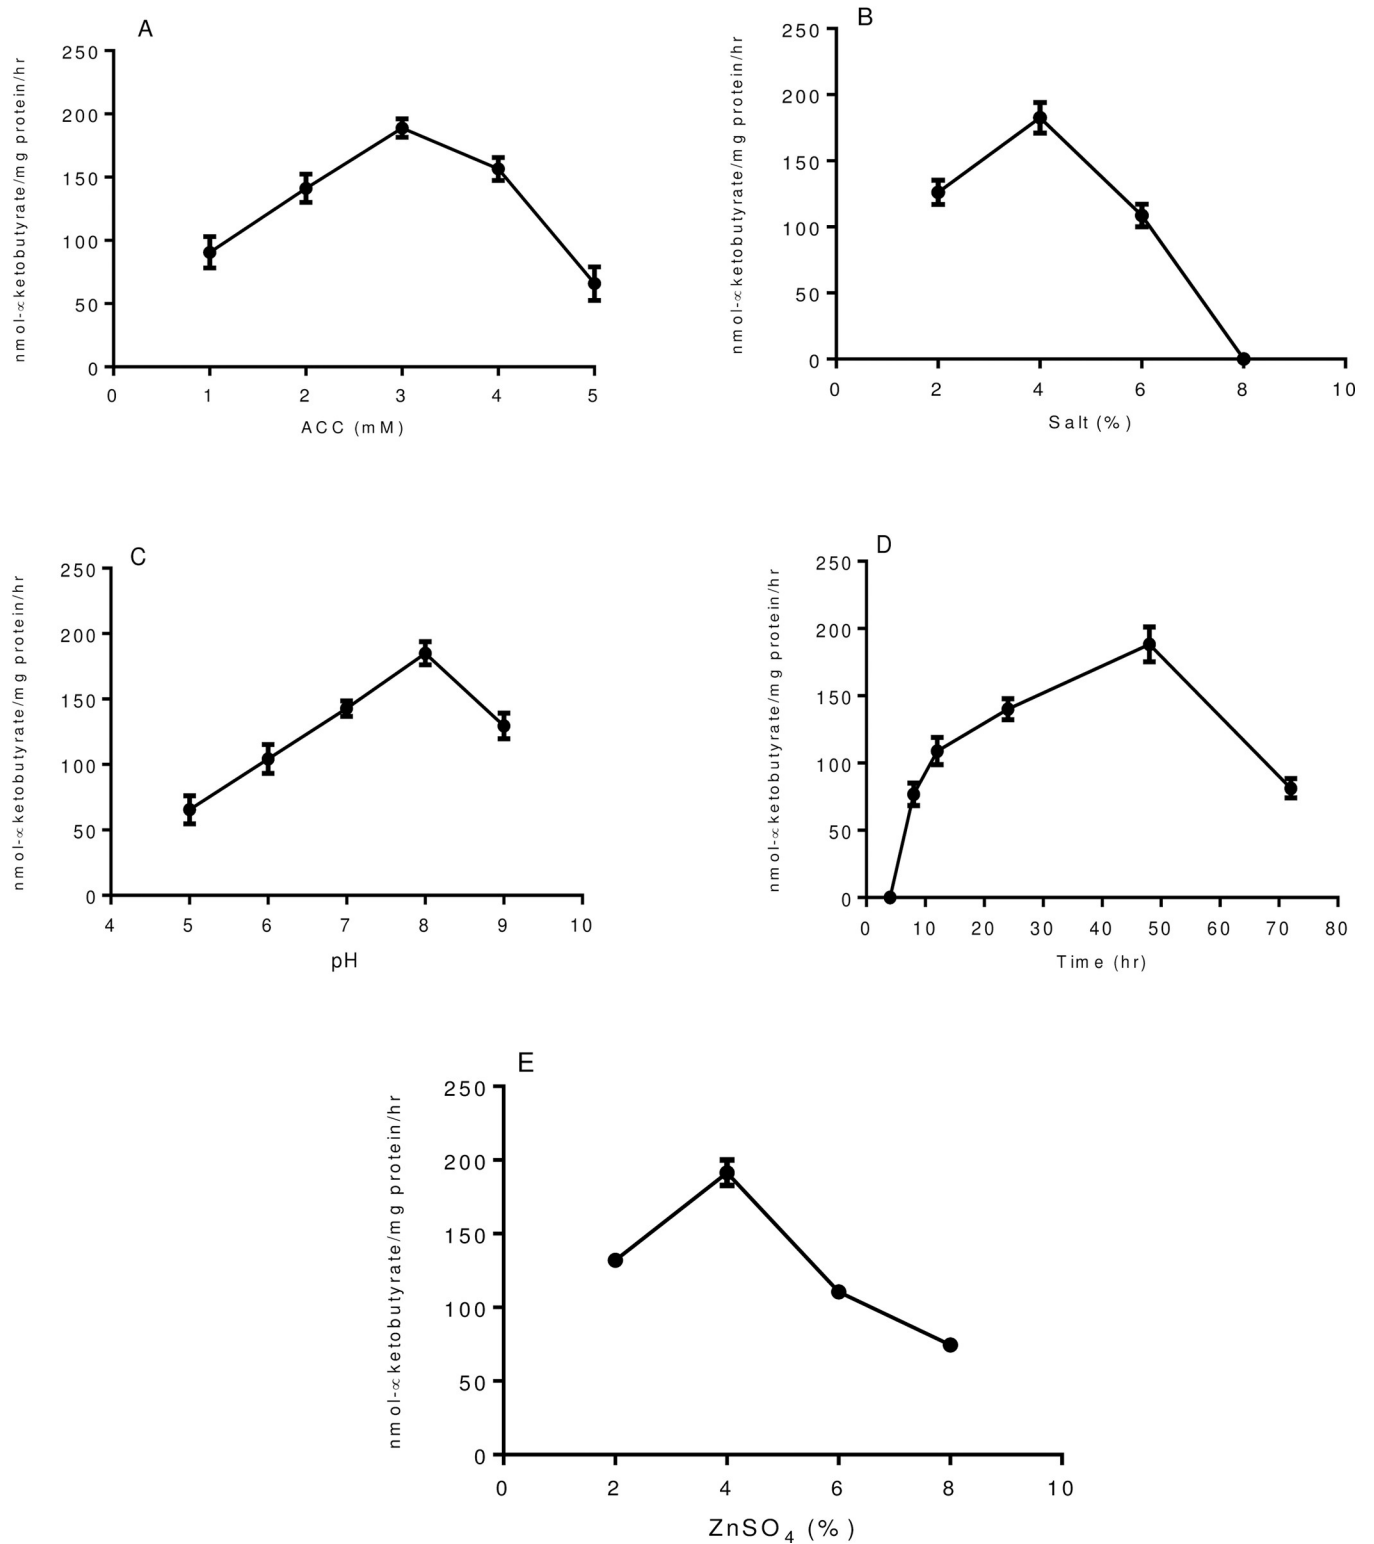 A
nmol-∝ketobutyrate/mg protein/hr
250
200
150
100
50
0
0 1 2 3 4 5
ACC (mM)
B
nmol-∝ketobutyrate/mg protein/hr
250
200
150
100
50
0
0 2 4 6 8 10
Salt (%)
C
nmol-∝ketobutyrate/mg protein/hr
250
200
150
100
50
0
4 5 6 7 8 9 10
pH
D
nmol-∝ketobutyrate/mg protein/hr
250
200
150
100
50
0
0 10 20 30 40 50 60 70 80
Time (hr)
E
nmol-∝ketobutyrate/mg protein/hr
250
200
150
100
50
0
0 2 4 6 8 10
ZnSO₄ (%)